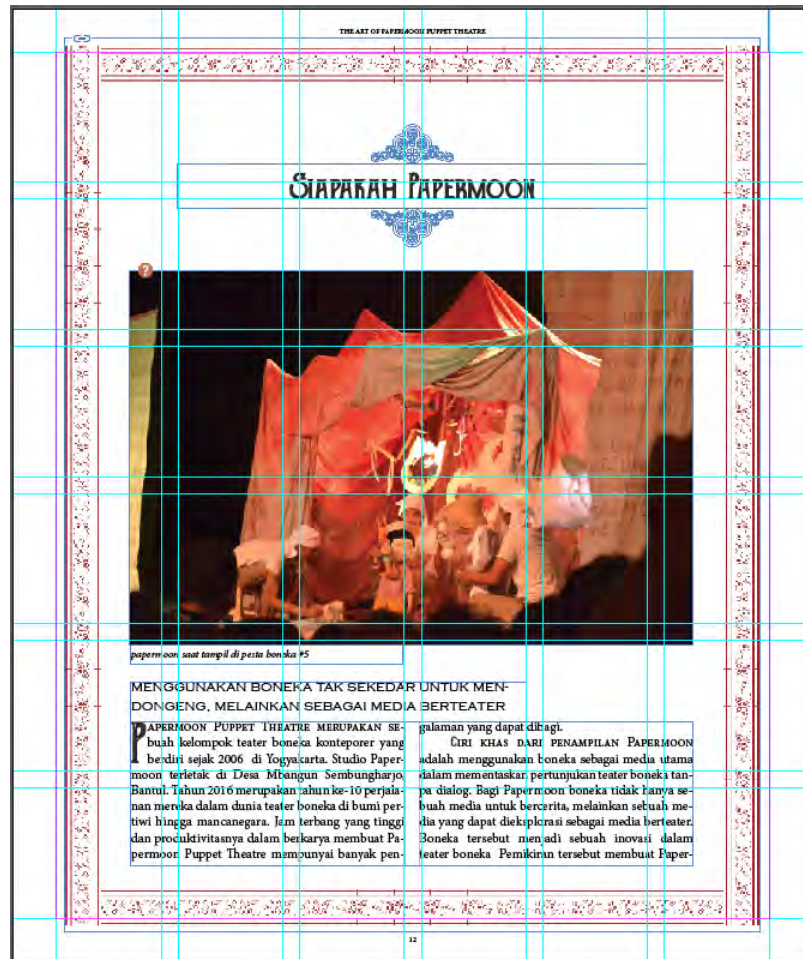 THE ART OF PAPERMOON PUPPET THEATRE
SIAPAKAH PAPERMOON
?
papermoon saat tampil di pesta boneka #5
MENGGUNAKAN BONEKA TAK SEKEDAR UNTUK MEN-
DONGENG, MELAINKAN SEBAGAI MEDIA BERTEATER
PAPERMOON PUPPET THEATRE MERUPAKAN SE-
buah kelompok teater boneka konteporer yang
berdiri sejak 2006 di Yogyakarta. Studio Paper-
moon terletak di Desa Mbangun Sembungharjo,
Bantul. Tahun 2016 merupakan tahun ke-10 perjala-
nan mereka dalam dunia teater boneka di bumi per-
tiwi hingga mancanegara. Jam terbang yang tinggi
dan produktivitasnya dalam berkarya membuat Pa-
permoon Puppet Theatre mempunyai banyak pen-
galaman yang dapat dibagi.
CIRI KHAS DARI PENAMPILAN PAPERMOON
adalah menggunakan boneka sebagai media utama
dalam mementaskan pertunjukan teater boneka tan-
pa dialog. Bagi Papermoon boneka tidak hanya se-
buah media untuk bercerita, melainkan sebuah me-
dia yang dapat dieksplorasi sebagai media berteater.
Boneka tersebut menjadi sebuah inovasi dalam
teater boneka Pemikiran tersebut membuat Paper-
12